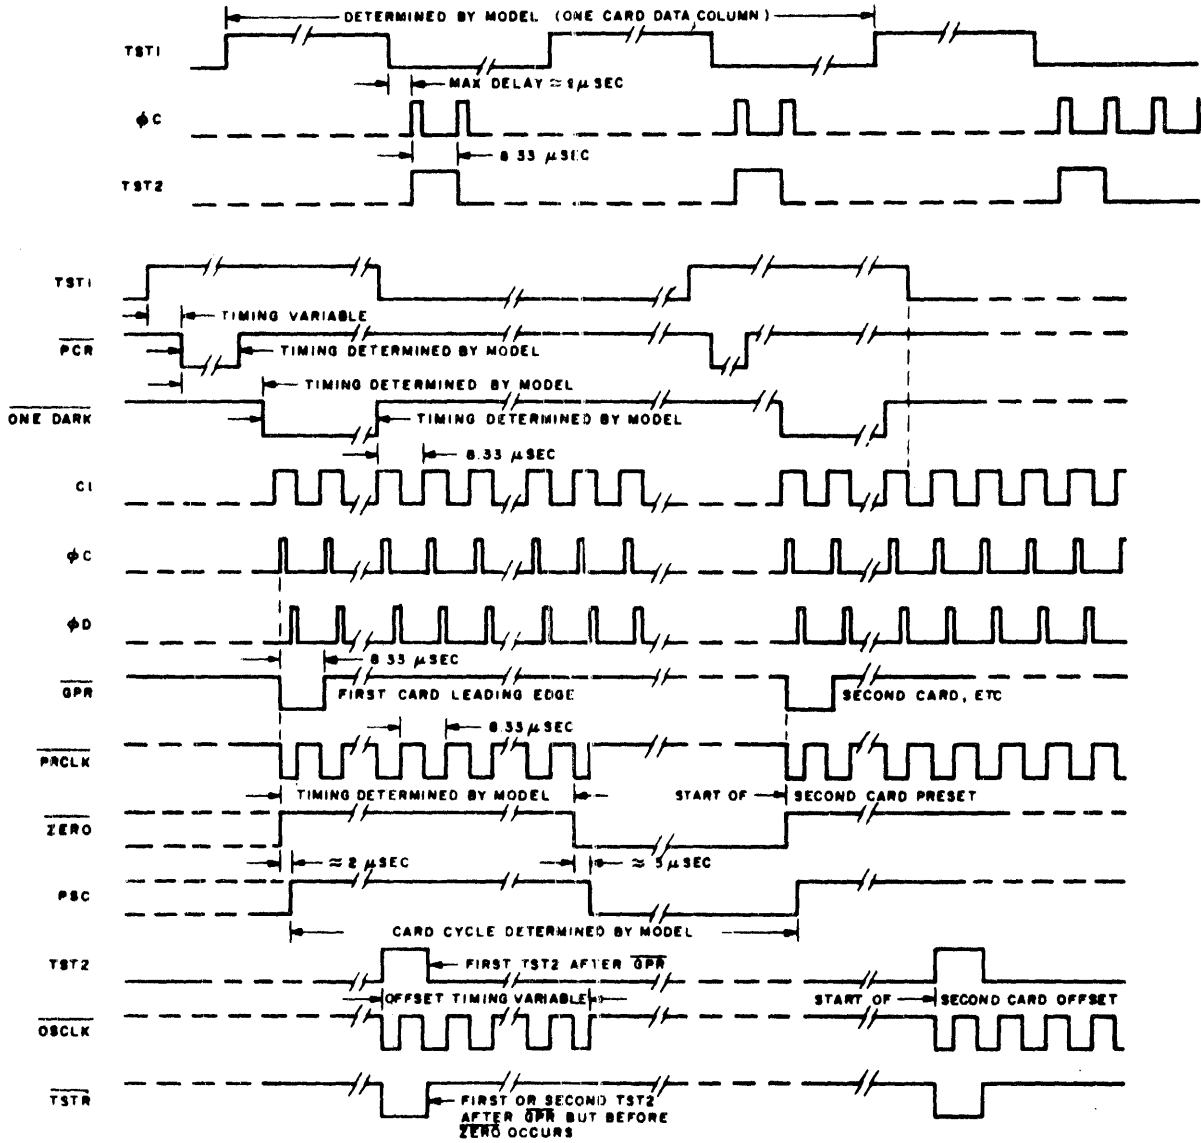 DETERMINED BY MODEL (ONE CARD DATA COLUMN)
TST1
MAX DELAY ≈ 9 μSEC
ϕC
8.33 μSEC
TST2
TST1
TIMING VARIABLE
PCR
TIMING DETERMINED BY MODEL
TIMING DETERMINED BY MODEL
ONE DARK
TIMING DETERMINED BY MODEL
8.33 μSEC
C1
ϕC
ϕD
8.33 μSEC
GPR
FIRST CARD LEADING EDGE
SECOND CARD, ETC
8.33 μSEC
PRCLK
TIMING DETERMINED BY MODEL
START OF SECOND CARD PRESET
ZERO
≈ 2 μSEC
≈ 3 μSEC
PSC
CARD CYCLE DETERMINED BY MODEL
TST2
FIRST TST2 AFTER GPR
OFFSET TIMING VARIABLE
START OF SECOND CARD OFFSET
OSCLK
TSTR
FIRST OR SECOND TST2
AFTER GPR BUT BEFORE
ZERO OCCURS